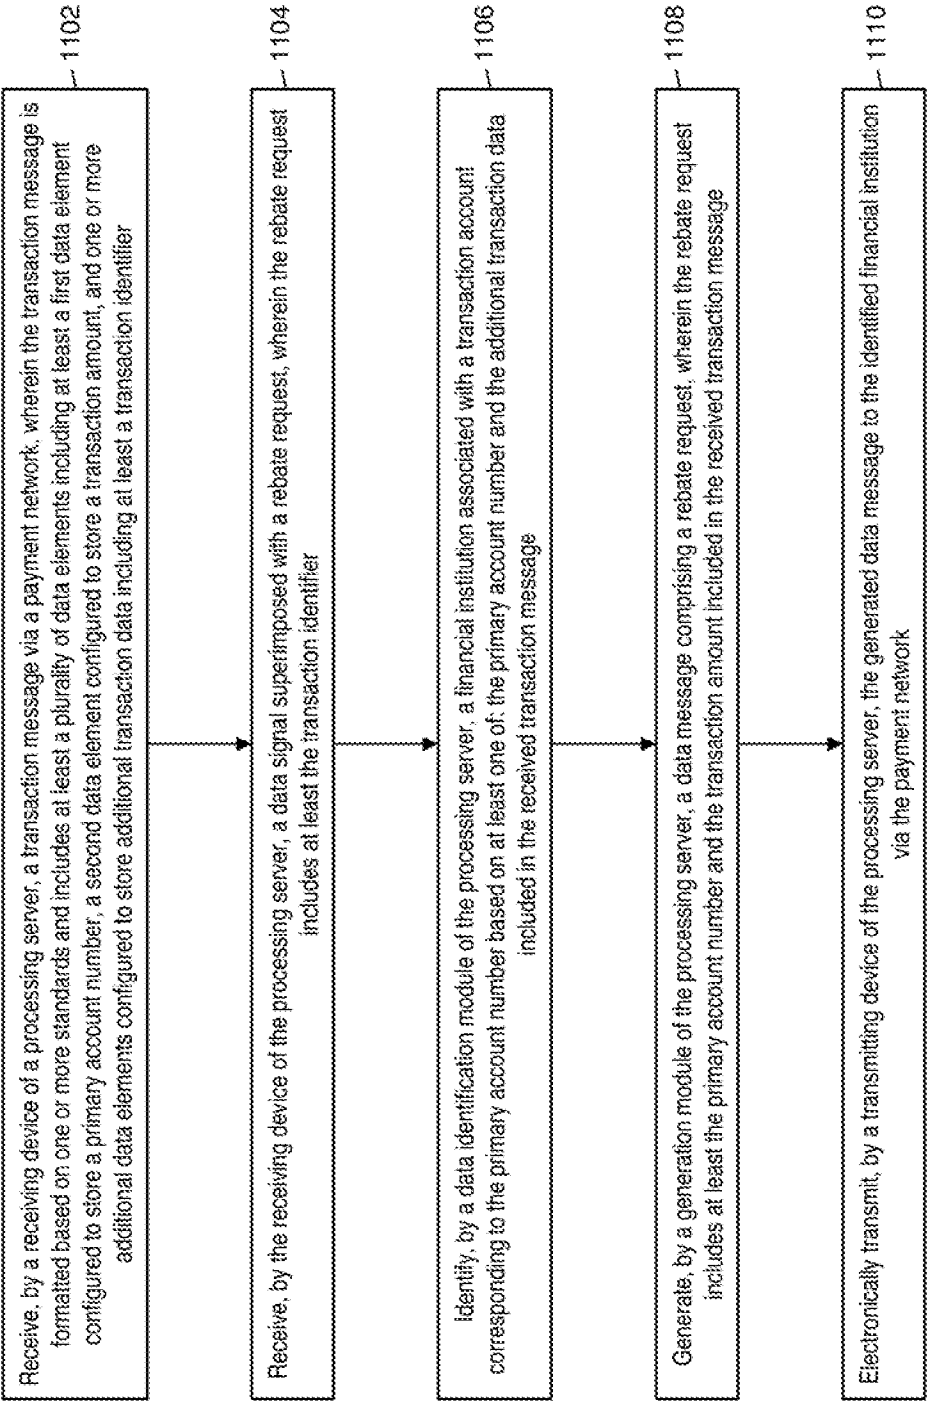 Receive, by a receiving device of a processing server, a transaction message via a payment network, wherein the transaction message is
formatted based on one or more standards and includes at least a plurality of data elements including at least a first data element
configured to store a primary account number, a second data element configured to store a transaction amount, and one or more
additional data elements configured to store additional transaction data including at least a transaction identifier
1102
Receive, by the receiving device of the processing server, a data signal superimposed with a rebate request, wherein the rebate request
includes at least the transaction identifier
1104
Identify, by a data identification module of the processing server, a financial institution associated with a transaction account
corresponding to the primary account number based on at least one of: the primary account number and the additional transaction data
included in the received transaction message
1106
Generate, by a generation module of the processing server, a data message comprising a rebate request, wherein the rebate request
includes at least the primary account number and the transaction amount included in the received transaction message
1108
Electronically transmit, by a transmitting device of the processing server, the generated data message to the identified financial institution
via the payment network
1110